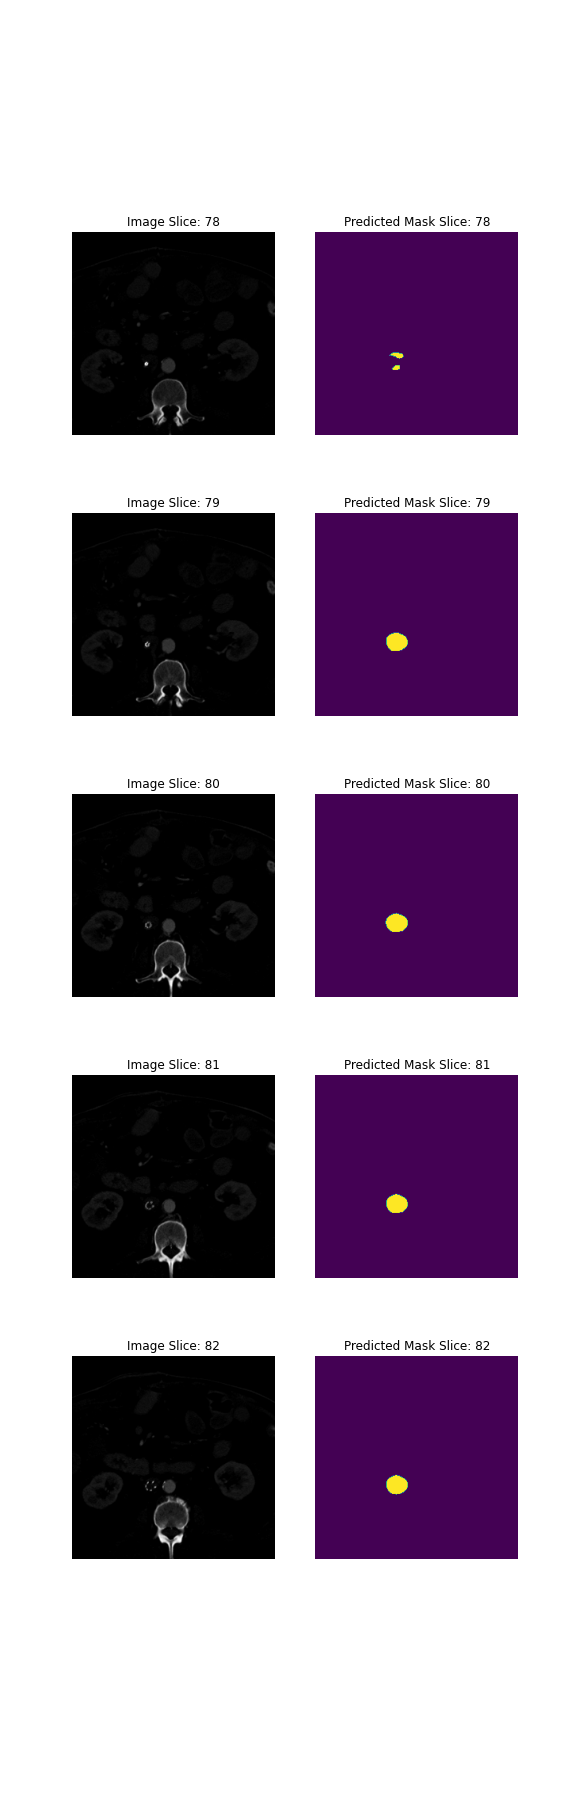 Image Slice: 78
Predicted Mask Slice: 78
Image Slice: 79
Predicted Mask Slice: 79
Image Slice: 80
Predicted Mask Slice: 80
Image Slice: 81
Predicted Mask Slice: 81
Image Slice: 82
Predicted Mask Slice: 82